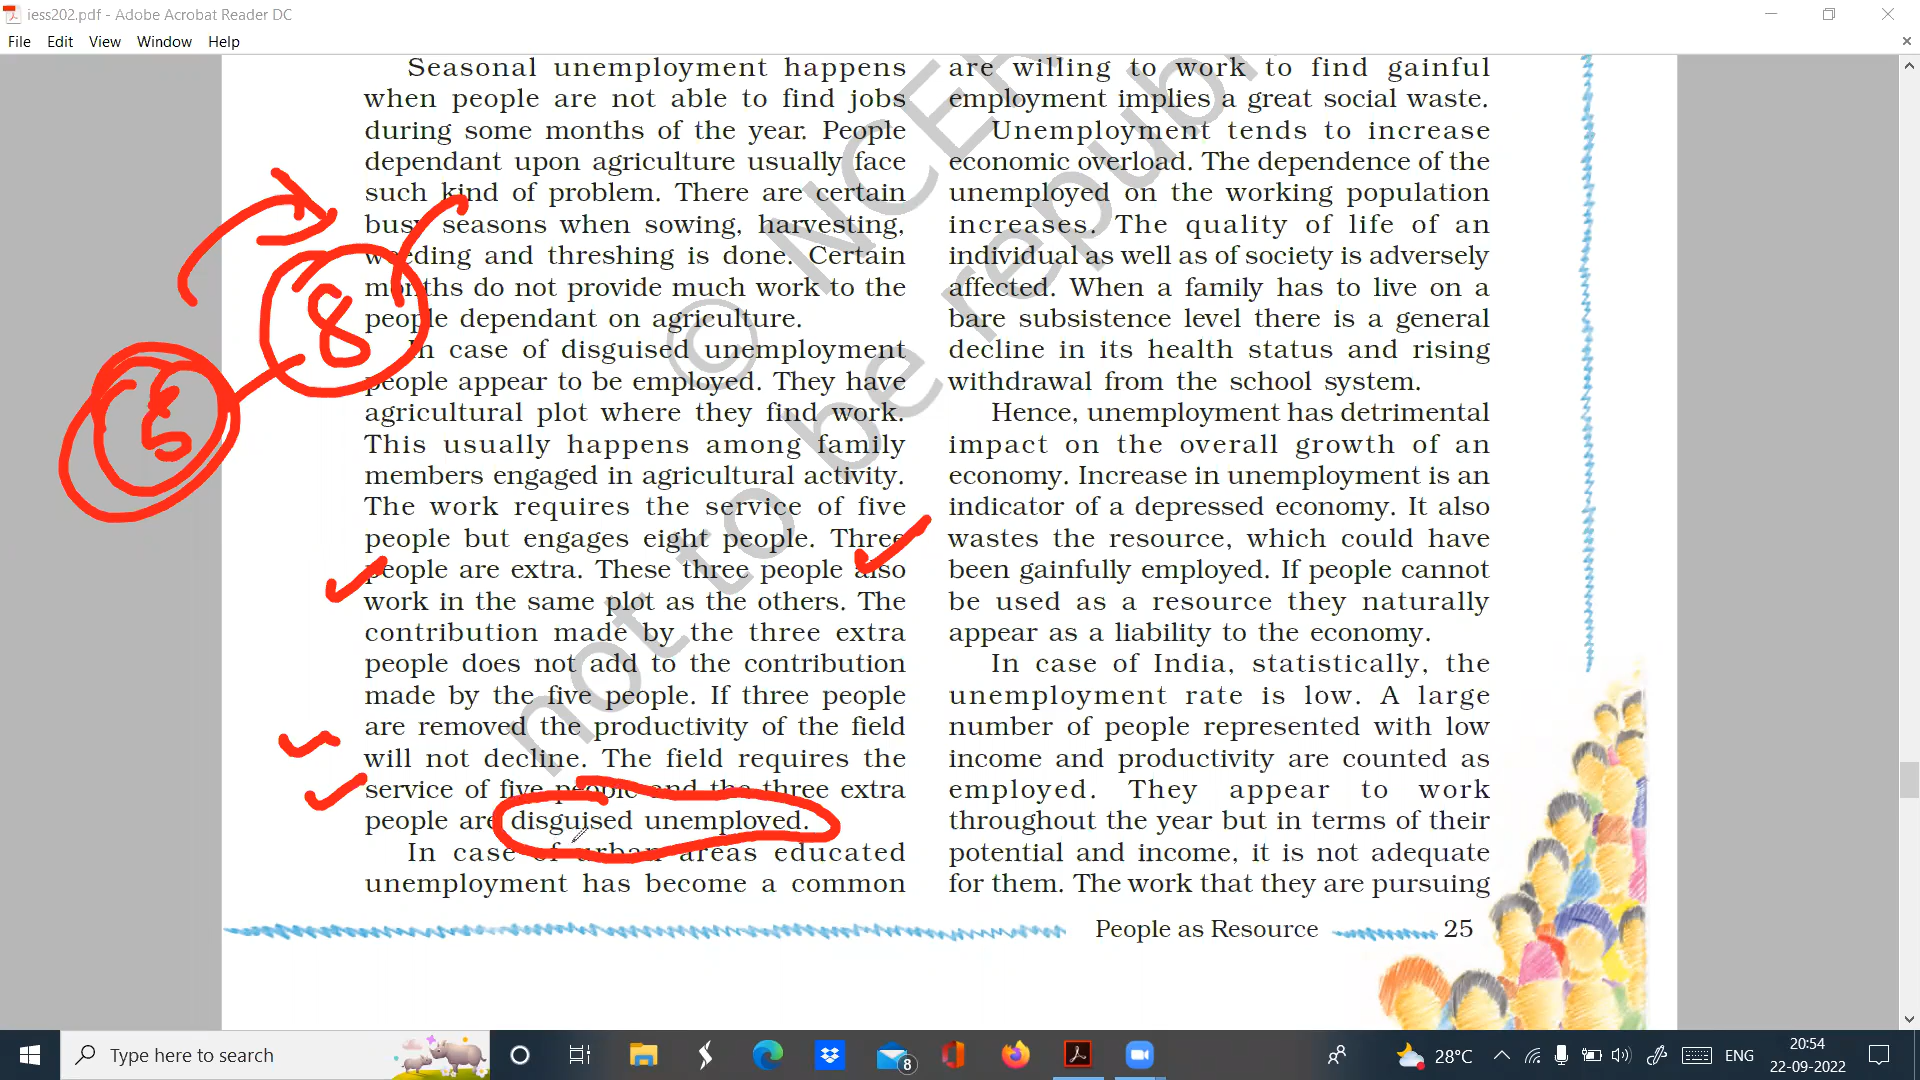 iess202.pdf - Adobe Acrobat Reader DC
File Edit View Window Help
Seasonal unemployment happens
when people are not able to find jobs
during some months of the year. People
dependant upon agriculture usually face
such kind of problem. There are certain
busy seasons when sowing, harvesting,
weeding and threshing is done. Certain
months do not provide much work to the
people dependant on agriculture.
In case of disguised unemployment
people appear to be employed. They have
agricultural plot where they find work.
This usually happens among family
members engaged in agricultural activity.
The work requires the service of five
people but engages eight people. Three
people are extra. These three people also
work in the same plot as the others. The
contribution made by the three extra
people does not add to the contribution
made by the five people. If three people
are removed the productivity of the field
will not decline. The field requires the
service of five people and the three extra
people are disguised unemployed.
In case of urban areas educated
unemployment has become a common
8
5
are willing to work to find gainful
employment implies a great social waste.
Unemployment tends to increase
economic overload. The dependence of the
unemployed on the working population
increases. The quality of life of an
individual as well as of society is adversely
affected. When a family has to live on a
bare subsistence level there is a general
decline in its health status and rising
withdrawal from the school system.
Hence, unemployment has detrimental
impact on the overall growth of an
economy. Increase in unemployment is an
indicator of a depressed economy. It also
wastes the resource, which could have
been gainfully employed. If people cannot
be used as a resource they naturally
appear as a liability to the economy.
In case of India, statistically, the
unemployment rate is low. A large
number of people represented with low
income and productivity are counted as
employed. They appear to work
throughout the year but in terms of their
potential and income, it is not adequate
for them. The work that they are pursuing
© NCER
not to be republi
People as Resource 25
Type here to search
8
28°C
ENG
20:54
22-09-2022